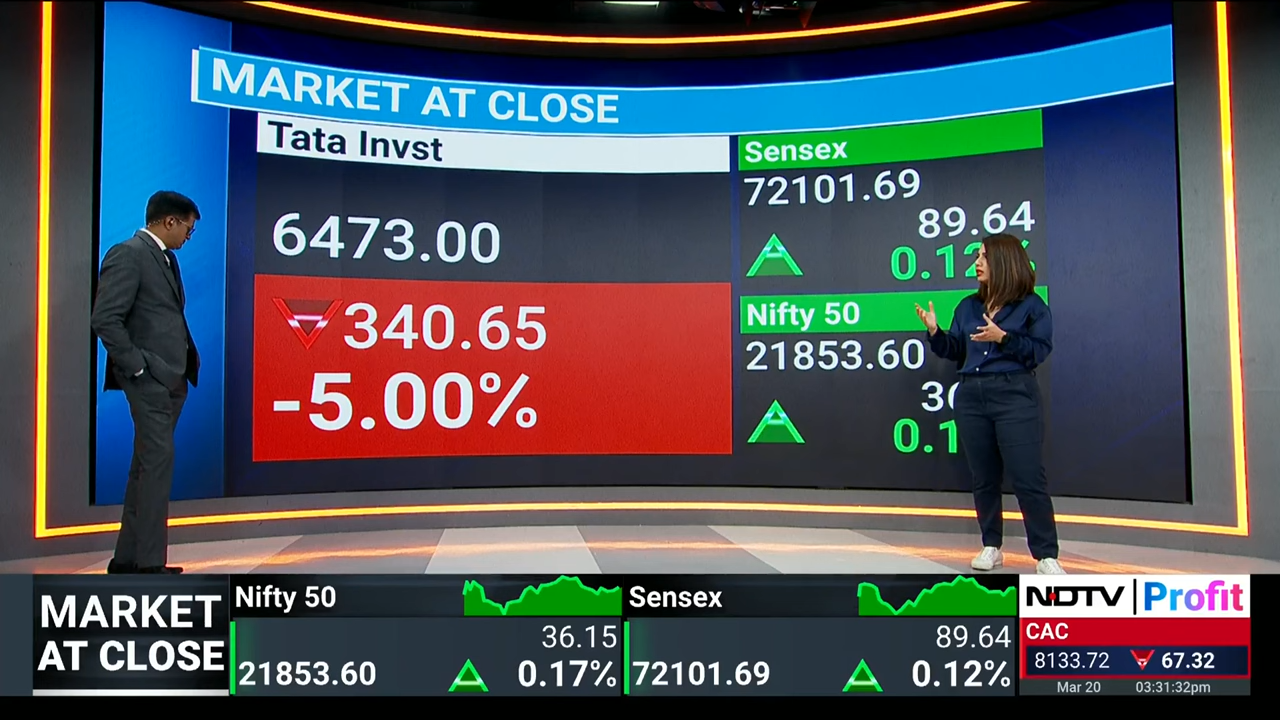 MARKET AT CLOSE
Tata Invst
6473.00
340.65
-5.00%
Sensex
72101.69
89.64
Nifty 50
21853.60
MARKET
AT CLOSE
Nifty 50
36.15
21853.60
0.17%
Sensex
89.64
72101.69
0.12%
NDTV Profit
CAC
8133.72 67.32
Mar 20 03:31:32pm